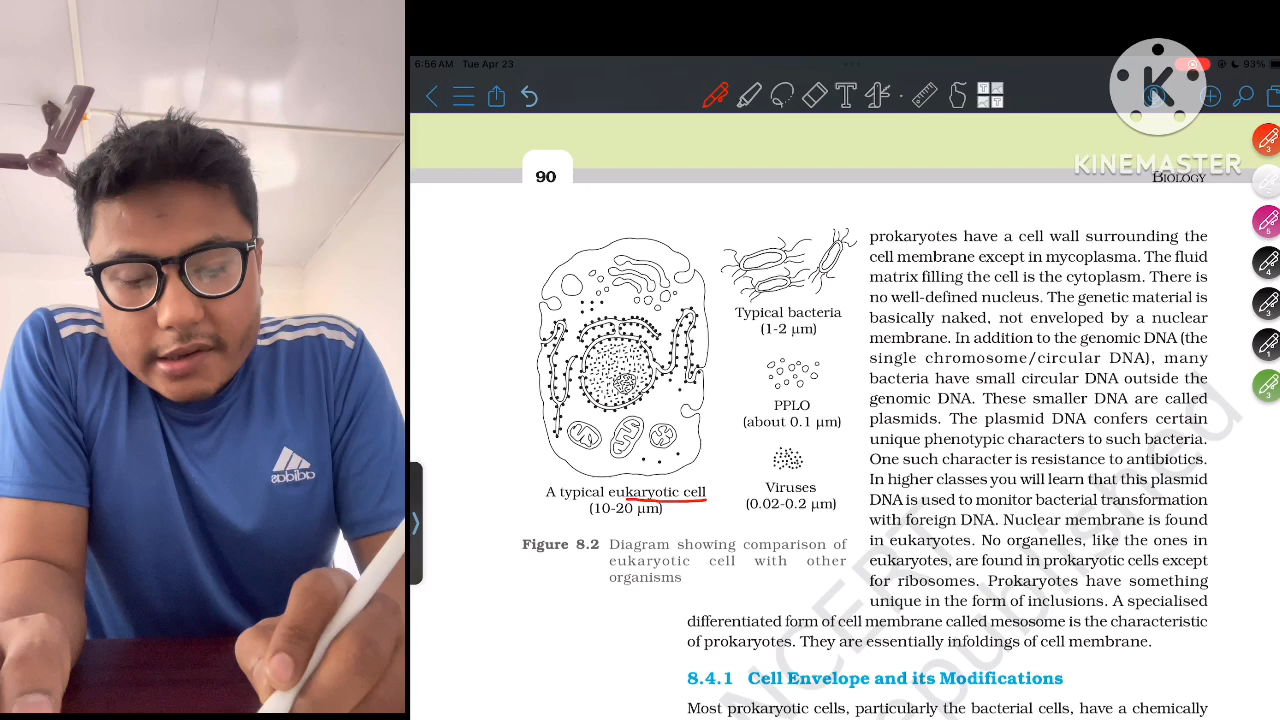 6:56 AM Tue Apr 23
93%
KINEMASTER
90
BIOLOGY
adidas
Typical bacteria
(1-2 µm)
PPLO
(about 0.1 µm)
Viruses
(0.02-0.2 µm)
A typical eukaryotic cell
(10-20 µm)
Figure 8.2 Diagram showing comparison of
eukaryotic cell with other
organisms
prokaryotes have a cell wall surrounding the
cell membrane except in mycoplasma. The fluid
matrix filling the cell is the cytoplasm. There is
no well-defined nucleus. The genetic material is
basically naked, not enveloped by a nuclear
membrane. In addition to the genomic DNA (the
single chromosome/circular DNA), many
bacteria have small circular DNA outside the
genomic DNA. These smaller DNA are called
plasmids. The plasmid DNA confers certain
unique phenotypic characters to such bacteria.
One such character is resistance to antibiotics.
In higher classes you will learn that this plasmid
DNA is used to monitor bacterial transformation
with foreign DNA. Nuclear membrane is found
in eukaryotes. No organelles, like the ones in
eukaryotes, are found in prokaryotic cells except
for ribosomes. Prokaryotes have something
unique in the form of inclusions. A specialised
differentiated form of cell membrane called mesosome is the characteristic
of prokaryotes. They are essentially infoldings of cell membrane.
8.4.1 Cell Envelope and its Modifications
Most prokaryotic cells, particularly the bacterial cells, have a chemically